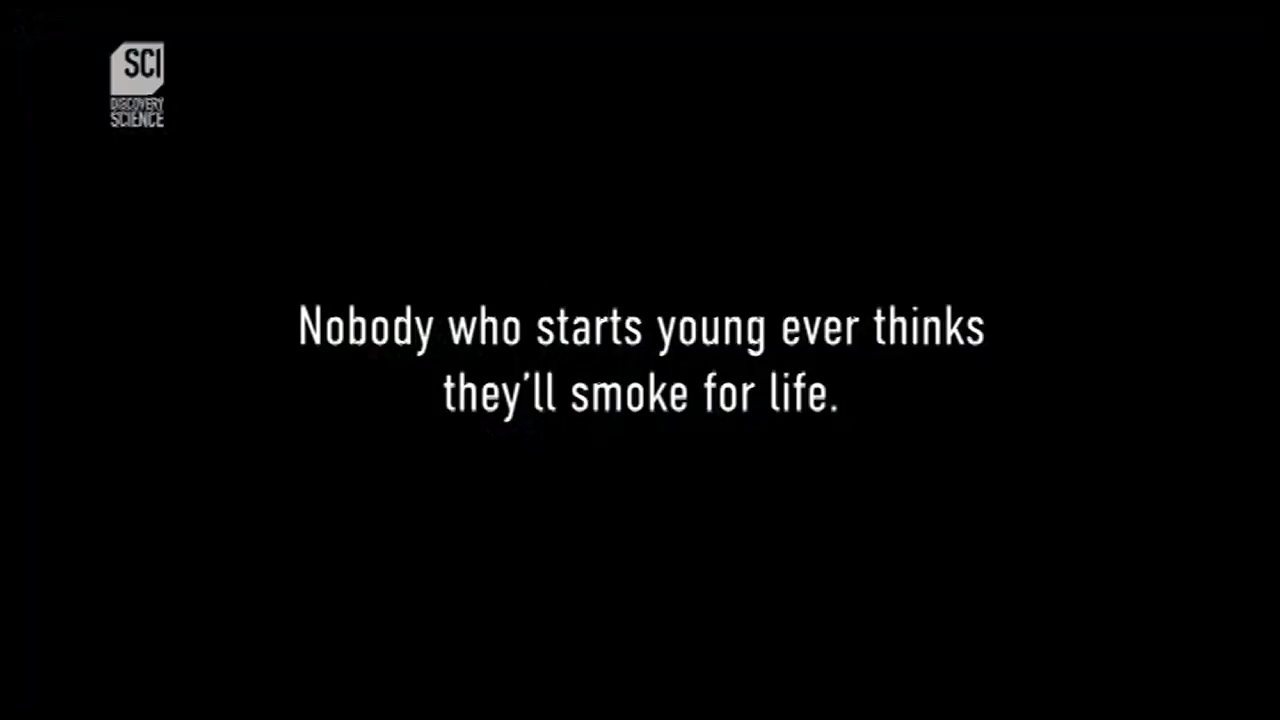 SCI
DISCOVERY
SCIENCE
Nobody who starts young ever thinks
they'll smoke for life.